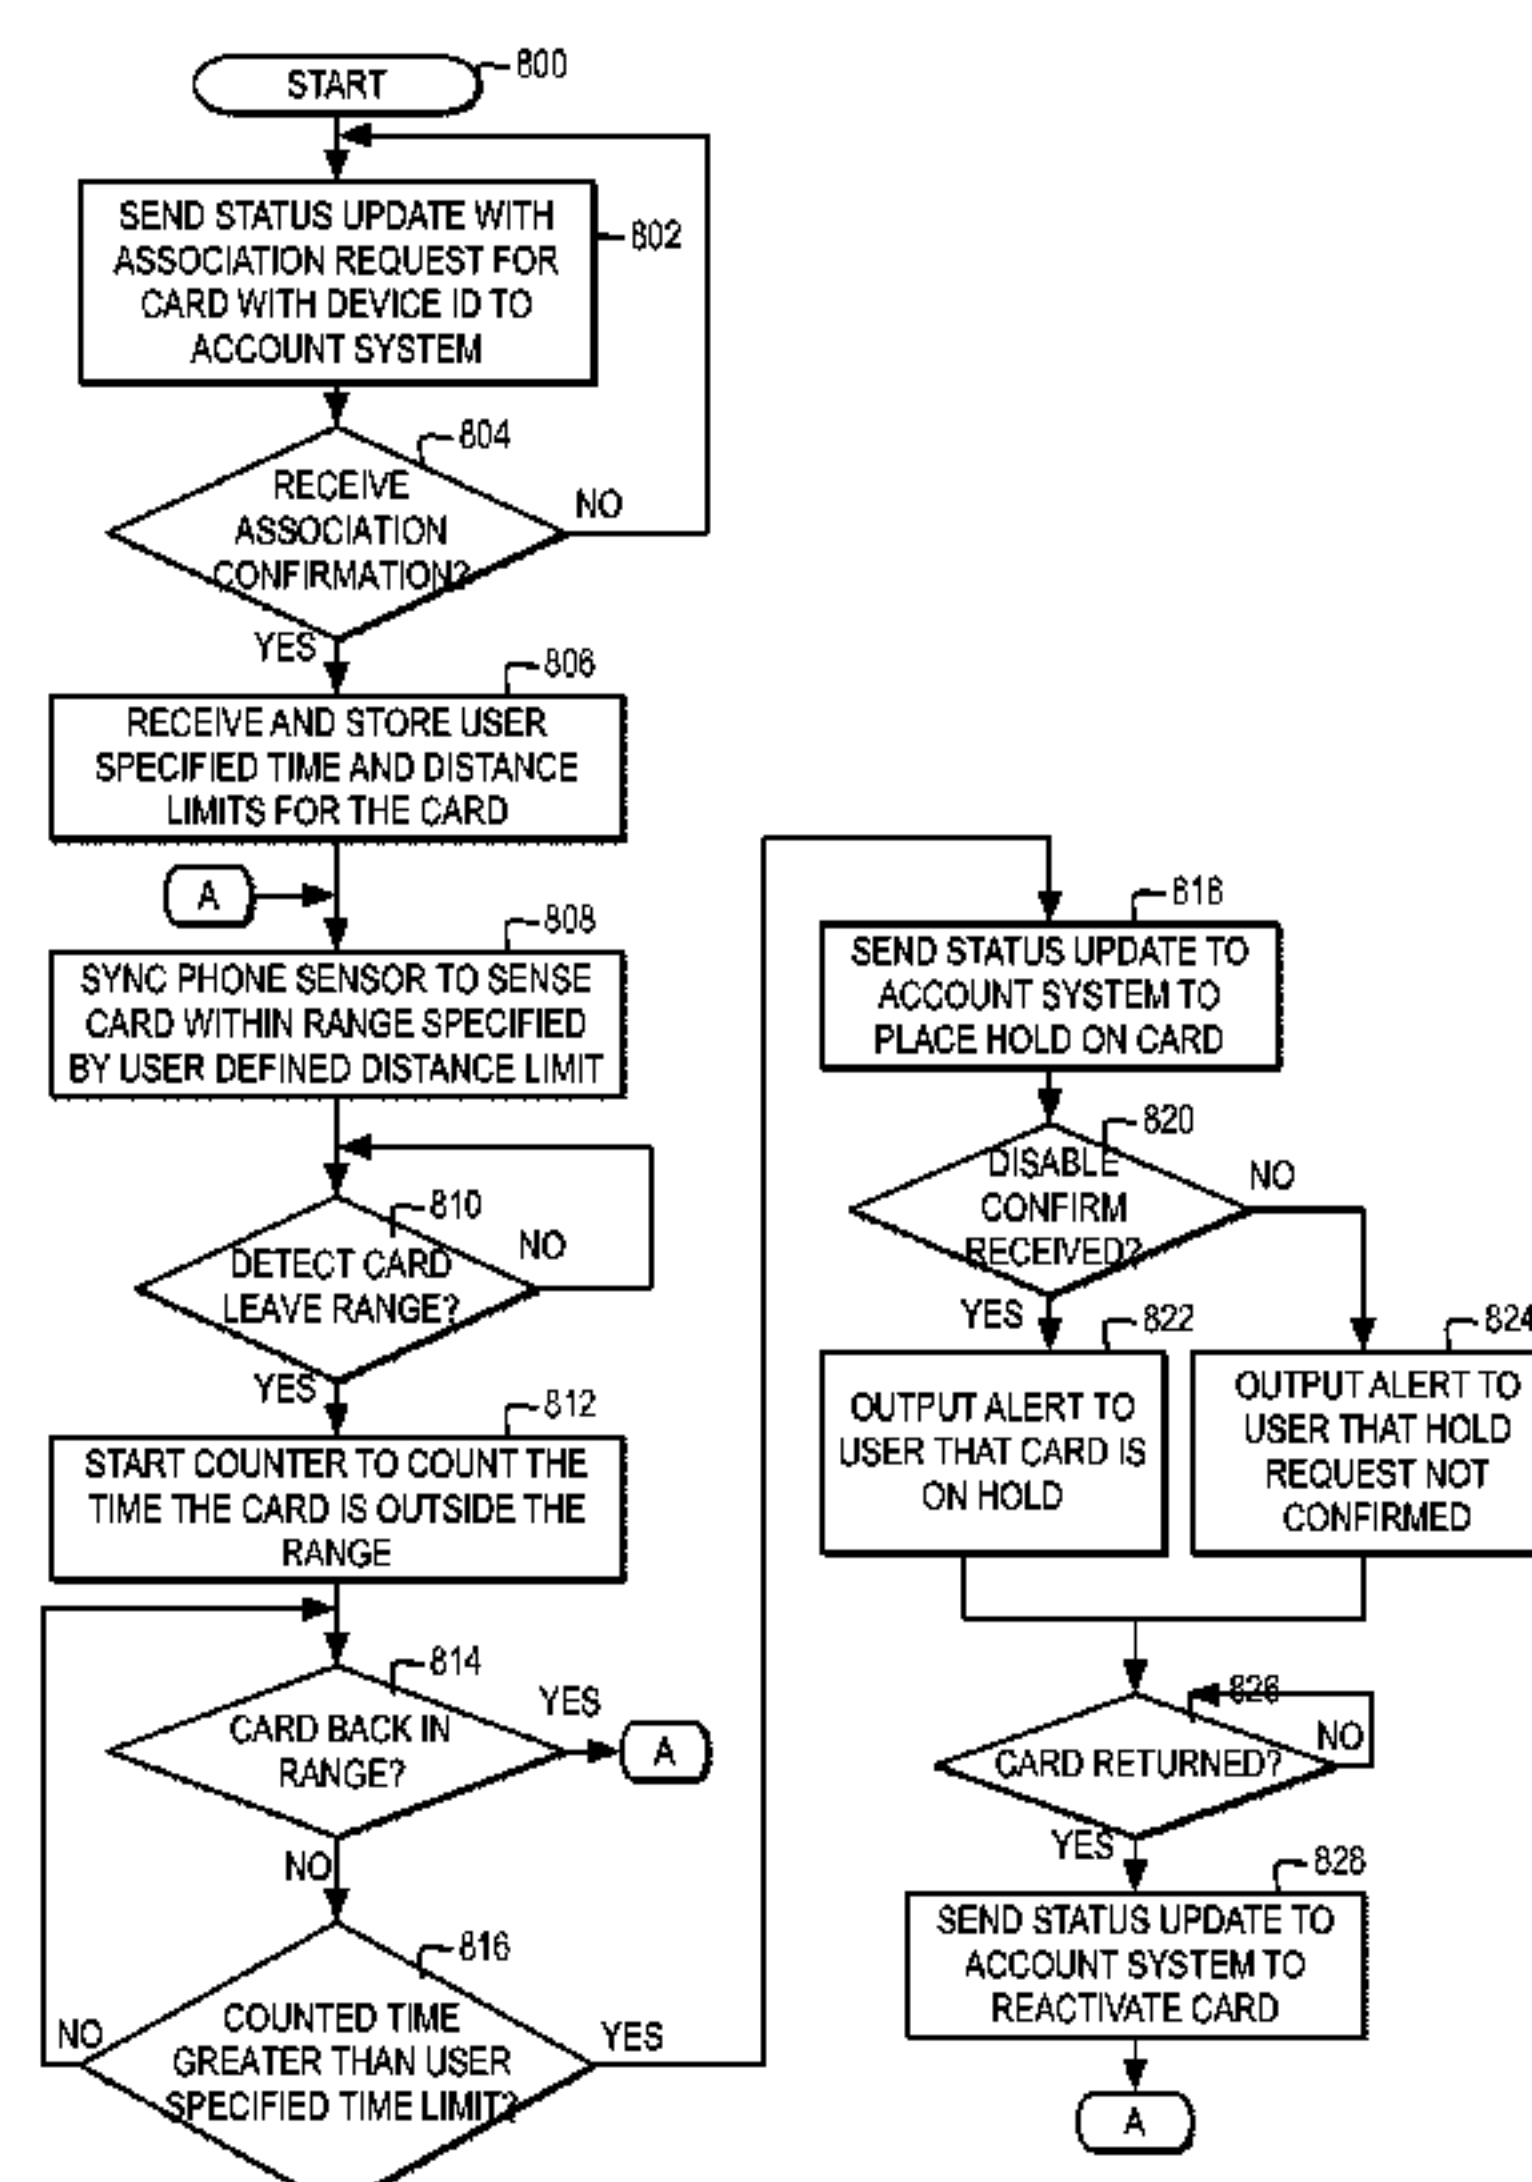 START
800
SEND STATUS UPDATE WITH
ASSOCIATION REQUEST FOR
CARD WITH DEVICE ID TO
ACCOUNT SYSTEM
802
804
RECEIVE
ASSOCIATION
CONFIRMATION?
NO
YES
806
RECEIVE AND STORE USER
SPECIFIED TIME AND DISTANCE
LIMITS FOR THE CARD
A
808
SYNC PHONE SENSOR TO SENSE
CARD WITHIN RANGE SPECIFIED
BY USER DEFINED DISTANCE LIMIT
810
DETECT CARD
LEAVE RANGE?
NO
YES
812
START COUNTER TO COUNT THE
TIME THE CARD IS OUTSIDE THE
RANGE
814
CARD BACK IN
RANGE?
YES
A
NO
816
COUNTED TIME
GREATER THAN USER
SPECIFIED TIME LIMIT?
NO
YES
818
SEND STATUS UPDATE TO
ACCOUNT SYSTEM TO
PLACE HOLD ON CARD
820
DISABLE
CONFIRM
RECEIVED?
NO
YES
822
OUTPUT ALERT TO
USER THAT CARD IS
ON HOLD
824
OUTPUT ALERT TO
USER THAT HOLD
REQUEST NOT
CONFIRMED
826
CARD RETURNED?
NO
YES
828
SEND STATUS UPDATE TO
ACCOUNT SYSTEM TO
REACTIVATE CARD
A